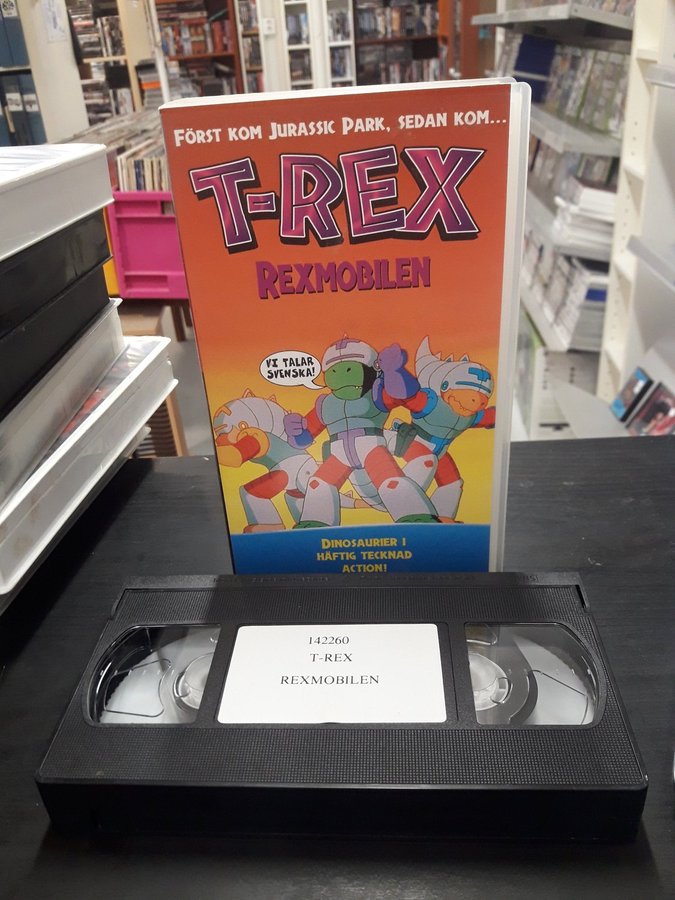 FÖRST KOM JURASSIC PARK, SEDAN KOM...
T-REX
REXMOBILEN
VI TALAR
SVENSKA!
DINOSAURIER I
HÄFTIG TECKNAD
ACTION!
142260
T-REX
REXMOBILEN